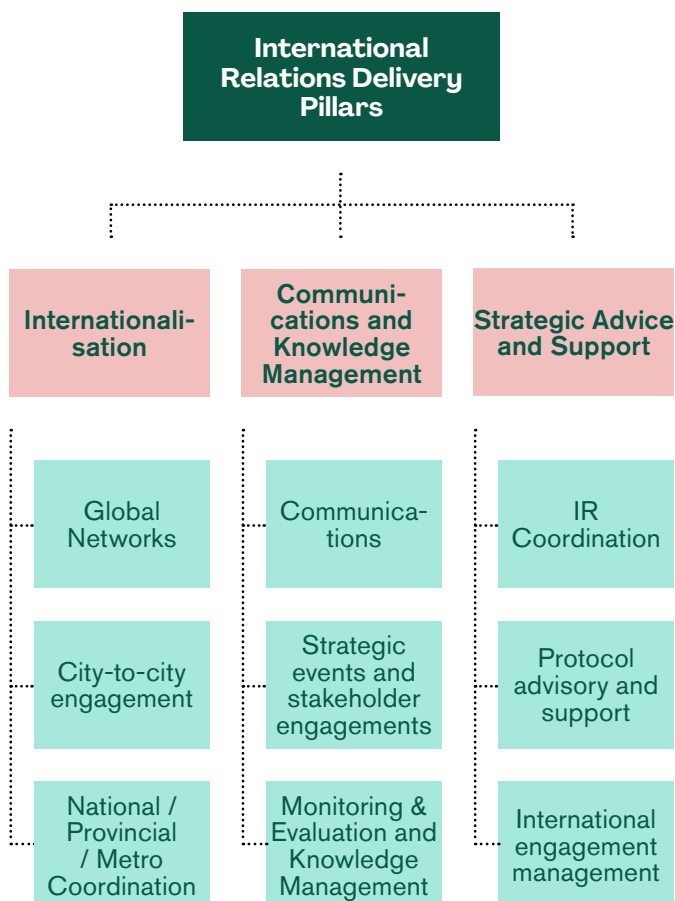 International
Relations Delivery
Pillars
Internationali-
sation
Communi-
cations and
Knowledge
Management
Strategic Advice
and Support
Global
Networks
City-to-city
engagement
National /
Provincial
/ Metro
Coordination
Communica-
tions
Strategic
events and
stakeholder
engagements
Monitoring &
Evaluation and
Knowledge
Management
IR
Coordination
Protocol
advisory and
support
International
engagement
management